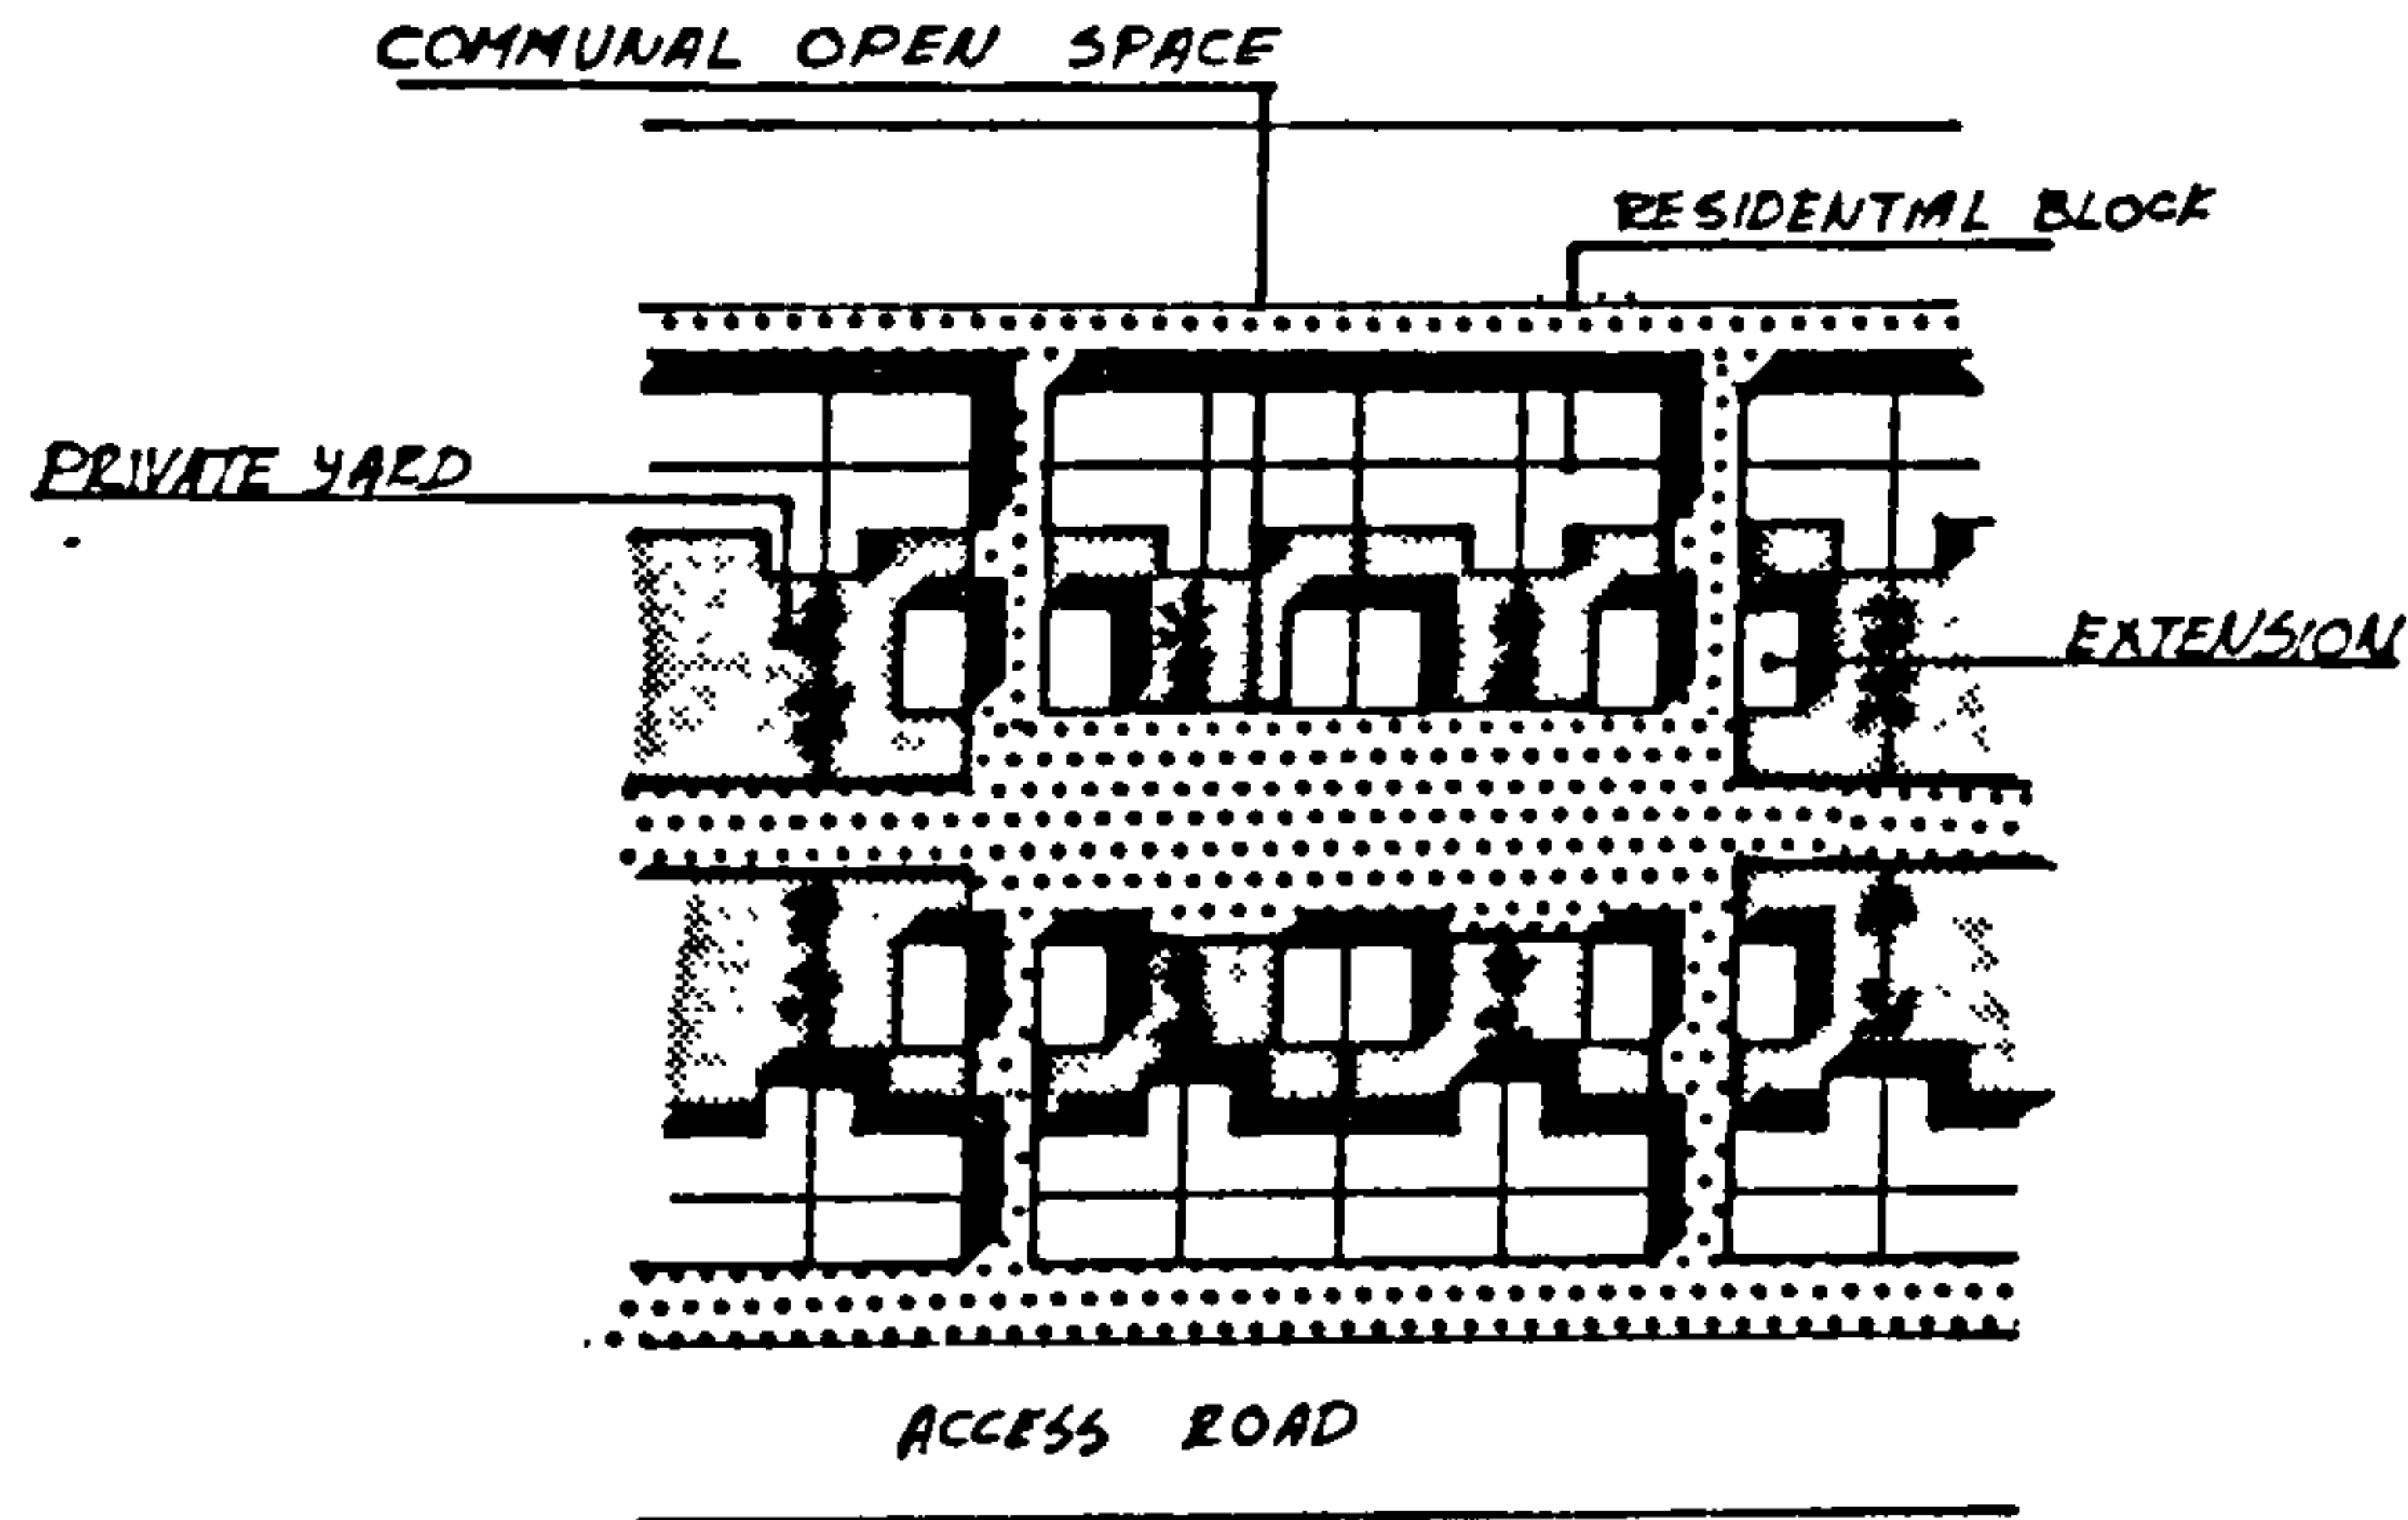 COMMUNAL OPEN SPACE
RESIDENTIAL BLOCK
PRIVATE YARD
EXTENSION
ACCESS ROAD